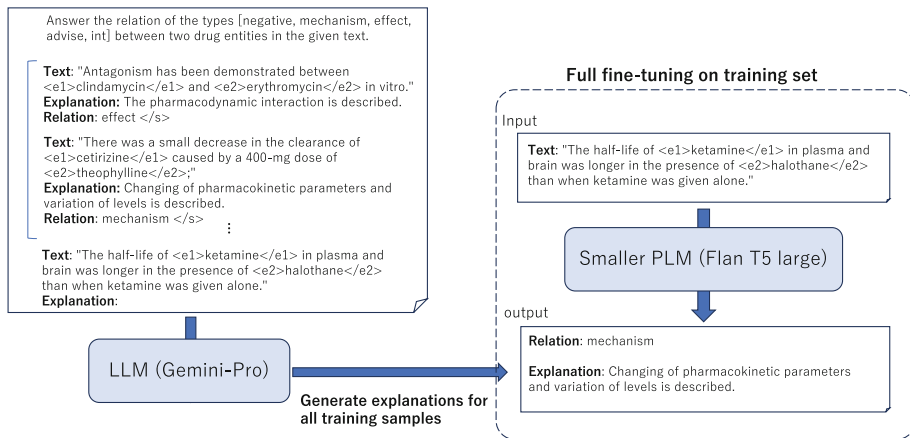 Answer the relation of the types [negative, mechanism, effect,
advise, int] between two drug entities in the given text.
Text: "Antagonism has been demonstrated between
<e1>clindamycin</e1> and <e2>erythromycin</e2> in vitro."
Explanation: The pharmacodynamic interaction is described.
Relation: effect </s>
Text: "There was a small decrease in the clearance of
<e1>cetirizine</e1> caused by a 400-mg dose of
<e2>theophylline</e2>;"
Explanation: Changing of pharmacokinetic parameters and
variation of levels is described.
Relation: mechanism </s>
⋮
Text: "The half-life of <e1>ketamine</e1> in plasma and
brain was longer in the presence of <e2>halothane</e2>
than when ketamine was given alone."
Explanation:
LLM (Gemini-Pro)
Generate explanations for
all training samples
Full fine-tuning on training set
Input
Text: "The half-life of <e1>ketamine</e1> in plasma and
brain was longer in the presence of <e2>halothane</e2>
than when ketamine was given alone."
Smaller PLM (Flan T5 large)
output
Relation: mechanism
Explanation: Changing of pharmacokinetic parameters
and variation of levels is described.